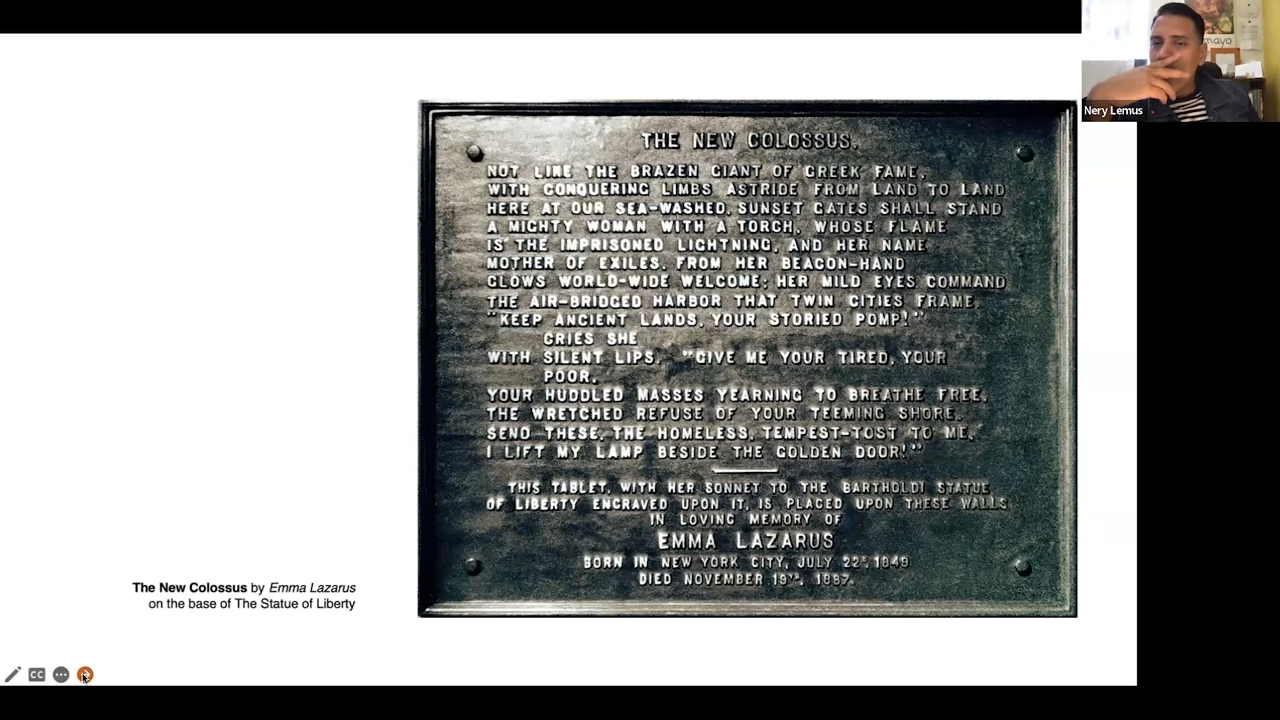 mayo
Nery Lemus
THE NEW COLOSSUS.
NOT LIKE THE BRAZEN GIANT OF GREEK FAME,
WITH CONQUERING LIMBS ASTRIDE FROM LAND TO LAND
HERE AT OUR SEA-WASHED, SUNSET GATES SHALL STAND
A MIGHTY WOMAN WITH A TORCH, WHOSE FLAME
IS THE IMPRISONED LIGHTNING, AND HER NAME
MOTHER OF EXILES. FROM HER BEACON-HAND
GLOWS WORLD-WIDE WELCOME; HER MILD EYES COMMAND
THE AIR-BRIDGED HARBOR THAT TWIN CITIES FRAME,
"KEEP ANCIENT LANDS, YOUR STORIED POMP!"
CRIES SHE
WITH SILENT LIPS, "GIVE ME YOUR TIRED, YOUR
POOR,
YOUR HUDDLED MASSES YEARNING TO BREATHE FREE,
THE WRETCHED REFUSE OF YOUR TEEMING SHORE,
SEND THESE, THE HOMELESS, TEMPEST-TOST TO ME,
I LIFT MY LAMP BESIDE THE GOLDEN DOOR!"
THIS TABLET, WITH HER SONNET TO THE BARTHOLDI STATUE
OF LIBERTY ENGRAVED UPON IT, IS PLACED UPON THESE WALLS
IN LOVING MEMORY OF
EMMA LAZARUS
BORN IN NEW YORK CITY, JULY 22ᴰ, 1849
DIED NOVEMBER 19ᵀᴴ, 1887.
The New Colossus by Emma Lazarus
on the base of The Statue of Liberty
CC